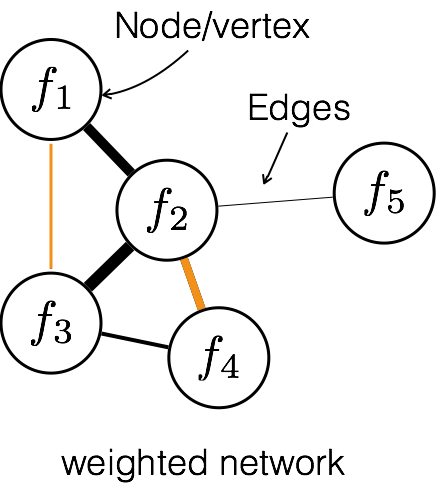 Node/vertex
f1
Edges
f2
f5
f3
f4
weighted network